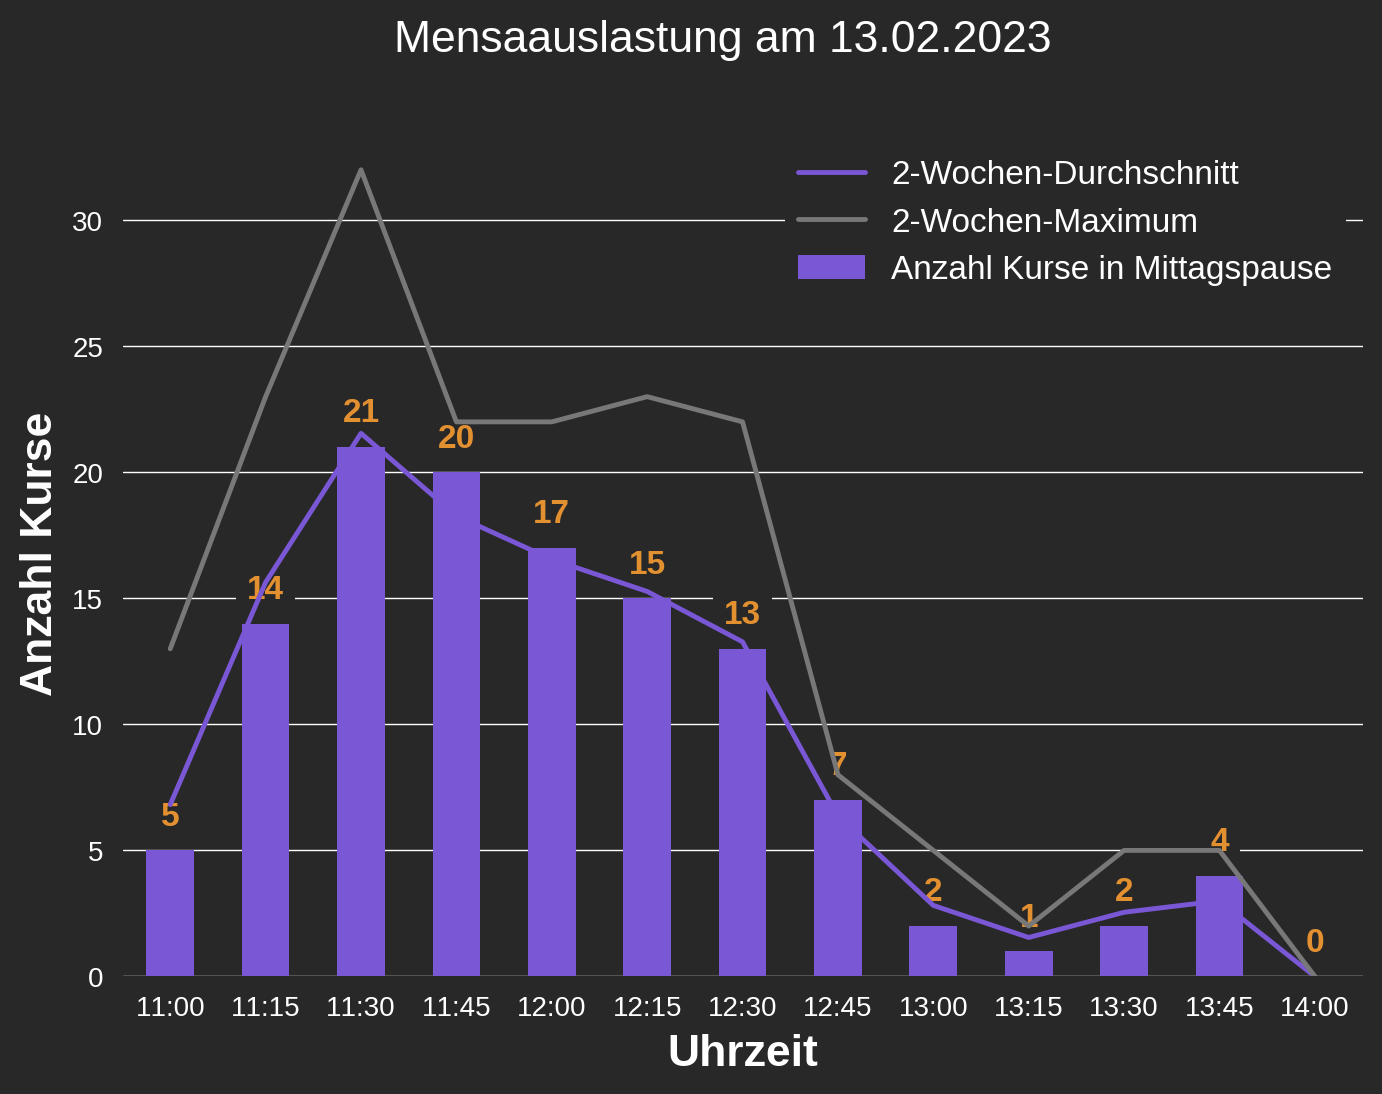 Mensaauslastung am 13.02.2023
2-Wochen-Durchschnitt
2-Wochen-Maximum
Anzahl Kurse in Mittagspause
Anzahl Kurse
30
25
20
15
10
5
0
5
14
21
20
17
15
13
7
2
1
2
4
0
11:00 11:15 11:30 11:45 12:00 12:15 12:30 12:45 13:00 13:15 13:30 13:45 14:00
Uhrzeit